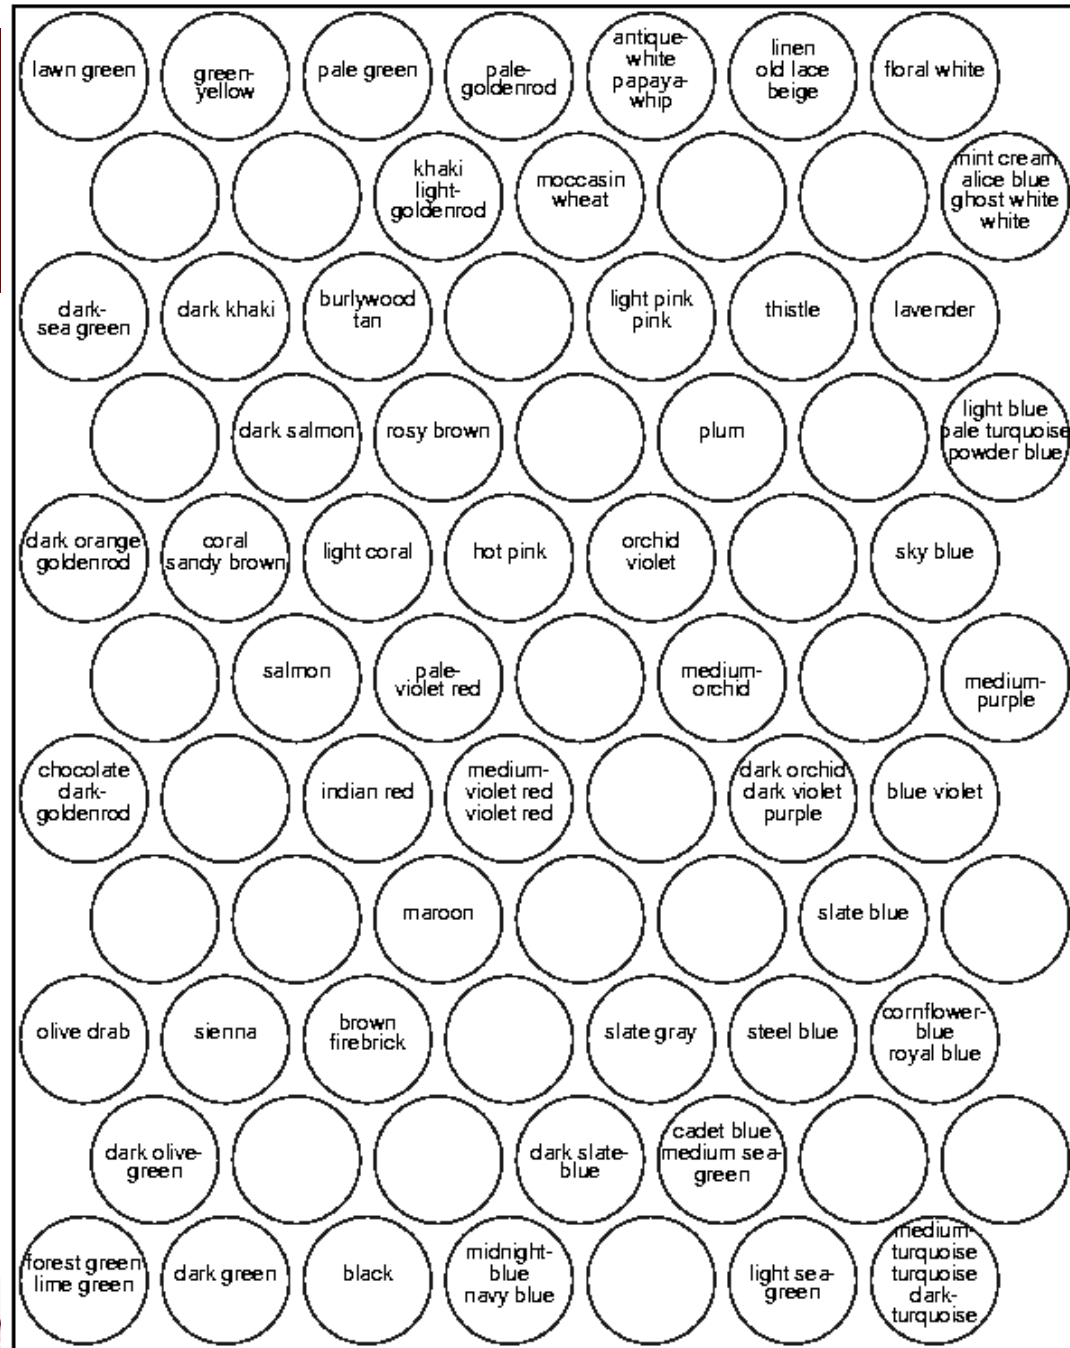 lawn green
green-
yellow
pale green
pale-
goldenrod
antique-
white
papaya-
whip
linen
old lace
beige
floral white
khaki
light-
goldenrod
moccasin
wheat
mint cream
alice blue
ghost white
white
dark-
sea green
dark khaki
burlywood
tan
light pink
pink
thistle
lavender
dark salmon
rosy brown
plum
light blue
pale turquoise
powder blue
dark orange
goldenrod
coral
sandy brown
light coral
hot pink
orchid
violet
sky blue
salmon
pale-
violet red
medium-
orchid
medium-
purple
chocolate
dark-
goldenrod
indian red
medium-
violet red
violet red
dark orchid
dark violet
purple
blue violet
maroon
slate blue
olive drab
sienna
brown
firebrick
slate gray
steel blue
cornflower-
blue
royal blue
dark olive-
green
dark slate-
blue
cadet blue
medium sea-
green
forest green
lime green
dark green
black
midnight-
blue
navy blue
light sea-
green
medium-
turquoise
turquoise
dark-
turquoise